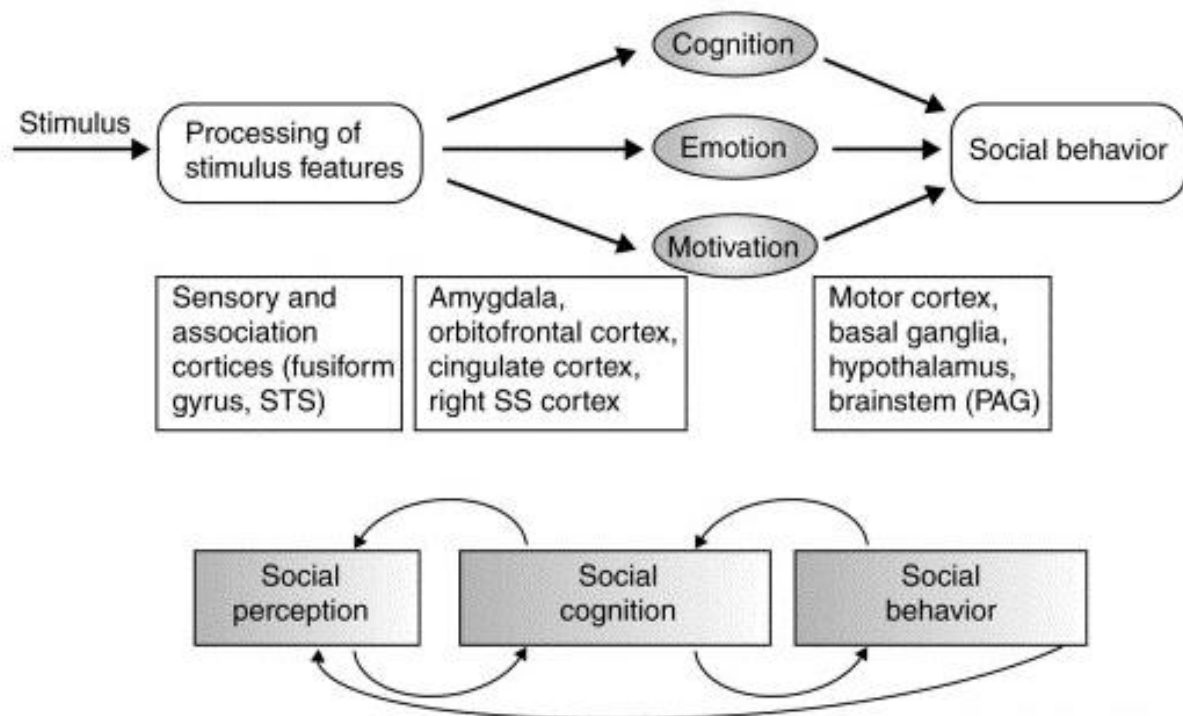 Cognition
Stimulus
Processing of
stimulus features
Emotion
Social behavior
Motivation
Sensory and
association
cortices (fusiform
gyrus, STS)
Amygdala,
orbitofrontal cortex,
cingulate cortex,
right SS cortex
Motor cortex,
basal ganglia,
hypothalamus,
brainstem (PAG)
Social
perception
Social
cognition
Social
behavior